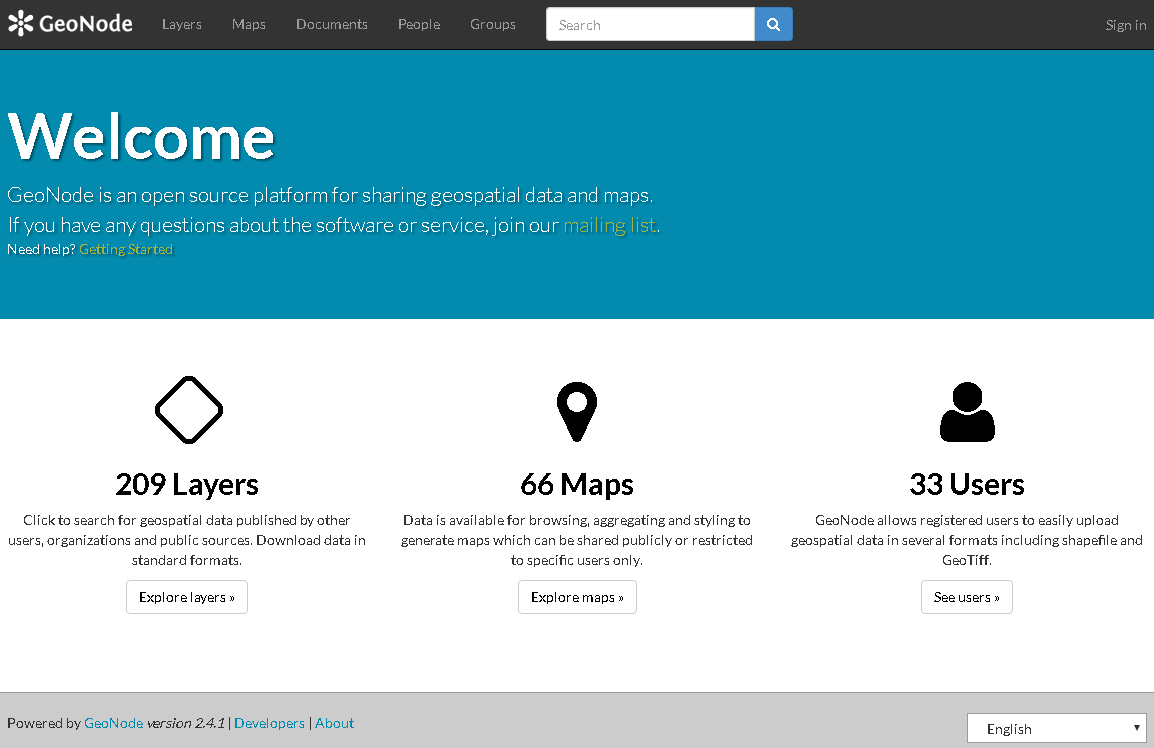 GeoNode Layers Maps Documents People Groups Search Sign in
Welcome
GeoNode is an open source platform for sharing geospatial data and maps.
If you have any questions about the software or service, join our mailing list.
Need help? Getting Started
209 Layers
Click to search for geospatial data published by other
users, organizations and public sources. Download data in
standard formats.
Explore layers »
66 Maps
Data is available for browsing, aggregating and styling to
generate maps which can be shared publicly or restricted
to specific users only.
Explore maps »
33 Users
GeoNode allows registered users to easily upload
geospatial data in several formats including shapefile and
GeoTiff.
See users »
Powered by GeoNode version 2.4.1 | Developers | About
English